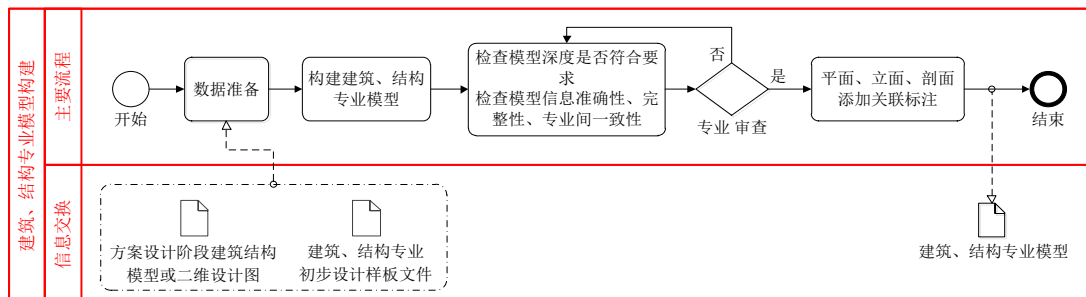 建筑、结构专业模型构建
主要流程
开始
数据准备
构建建筑、结构
专业模型
检查模型深度是否符合要
求
检查模型信息准确性、完
整性、专业间一致性
否
是
专业 审查
平面、立面、剖面
添加关联标注
结束
信息交换
方案设计阶段建筑结构
模型或二维设计图
建筑、结构专业
初步设计样板文件
建筑、结构专业模型